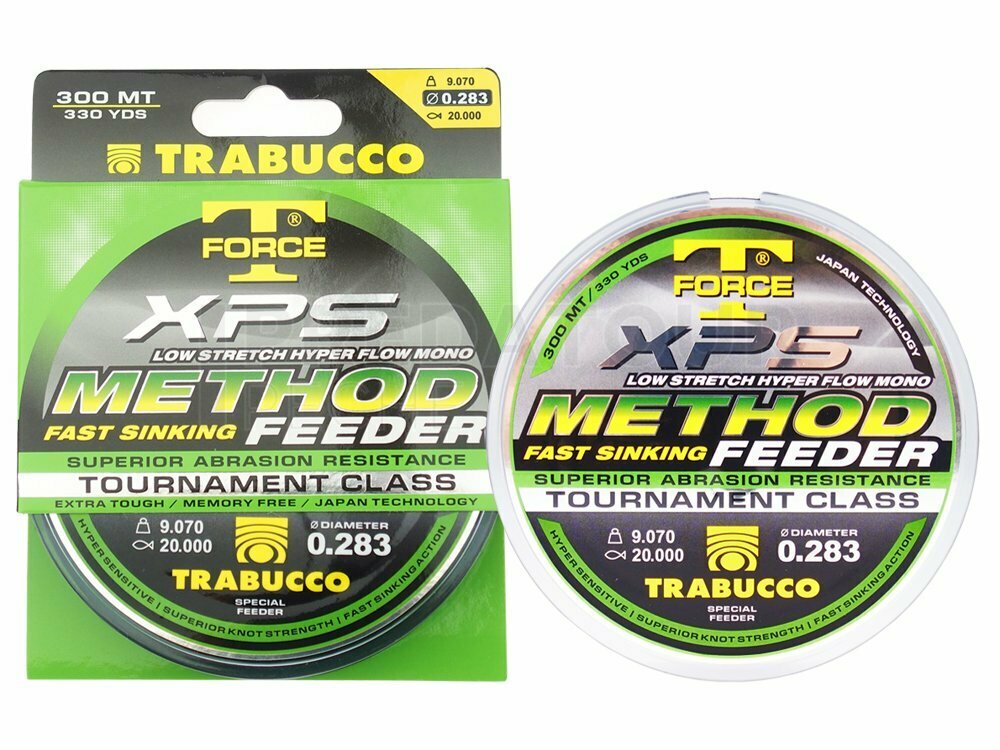 300 MT
330 YDS
9.070
Ø 0.283
20.000
TRABUCCO
T®
FORCE
XPS
LOW STRETCH HYPER FLOW MONO
METHOD
FAST SINKING FEEDER
SUPERIOR ABRASION RESISTANCE
TOURNAMENT CLASS
EXTRA TOUGH / MEMORY FREE / JAPAN TECHNOLOGY
9.070
20.000
Ø DIAMETER
0.283
TRABUCCO
SPECIAL
FEEDER
HYPER SENSITIVE / SUPERIOR KNOT STRENGTH / FAST SINKING ACTION
300 MT / 330 YDS
T®
FORCE
JAPAN TECHNOLOGY
XPS
LOW STRETCH HYPER FLOW MONO
METHOD
FAST SINKING FEEDER
SUPERIOR ABRASION RESISTANCE
TOURNAMENT CLASS
9.070
20.000
Ø DIAMETER
0.283
TRABUCCO
SPECIAL
FEEDER
HYPER SENSITIVE / SUPERIOR KNOT STRENGTH / FAST SINKING ACTION